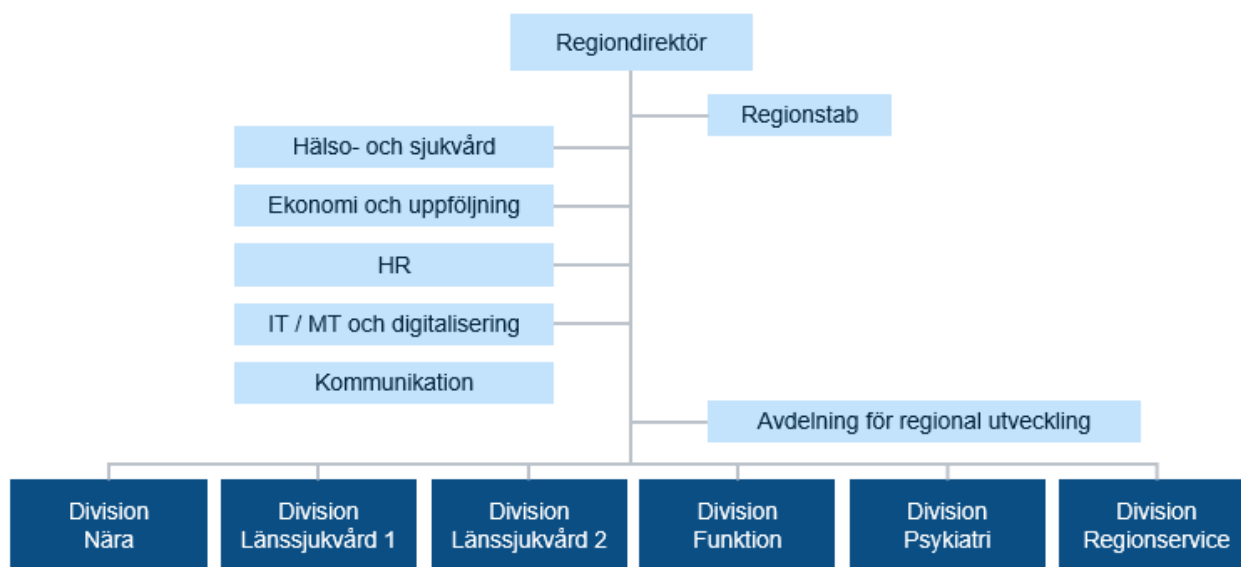 Regiondirektör
Regionstab
Hälso- och sjukvård
Ekonomi och uppföljning
HR
IT / MT och digitalisering
Kommunikation
Avdelning för regional utveckling
Division
Nära
Division
Länssjukvård 1
Division
Länssjukvård 2
Division
Funktion
Division
Psykiatri
Division
Regionservice